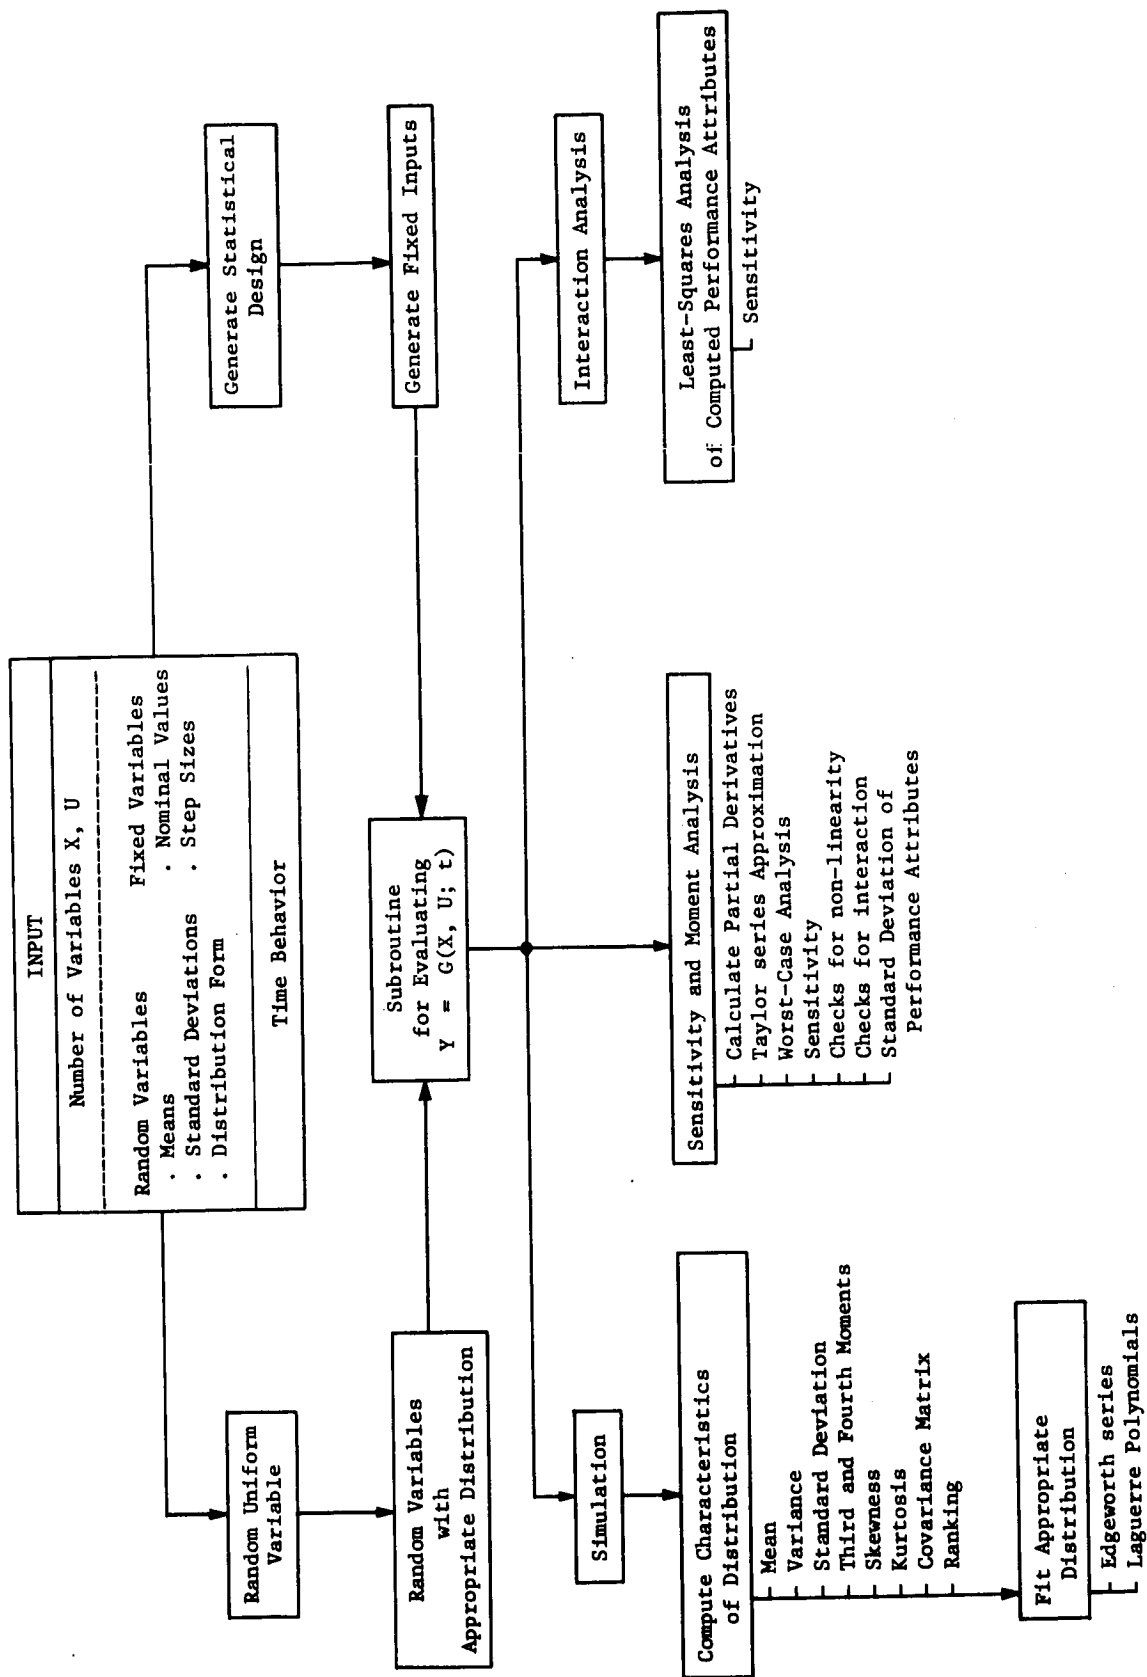 INPUT
Number of Variables X, U
Random Variables
. Means
. Standard Deviations
. Distribution Form
Fixed Variables
. Nominal Values
. Step Sizes
Time Behavior
Random Uniform
Variable
Generate Statistical
Design
Random Variables
with
Appropriate Distribution
Subroutine
for Evaluating
Y = G(X, U; t)
Generate Fixed Inputs
Simulation
Compute Characteristics
of Distribution
Mean
Variance
Standard Deviation
Third and Fourth Moments
Skewness
Kurtosis
Covariance Matrix
Ranking
Fit Appropriate
Distribution
Edgeworth series
Laguerre Polynomials
Sensitivity and Moment Analysis
Calculate Partial Derivatives
Taylor series Approximation
Worst-Case Analysis
Sensitivity
Checks for non-linearity
Checks for interaction
Standard Deviation of
Performance Attributes
Interaction Analysis
Least-Squares Analysis
of Computed Performance Attributes
Sensitivity